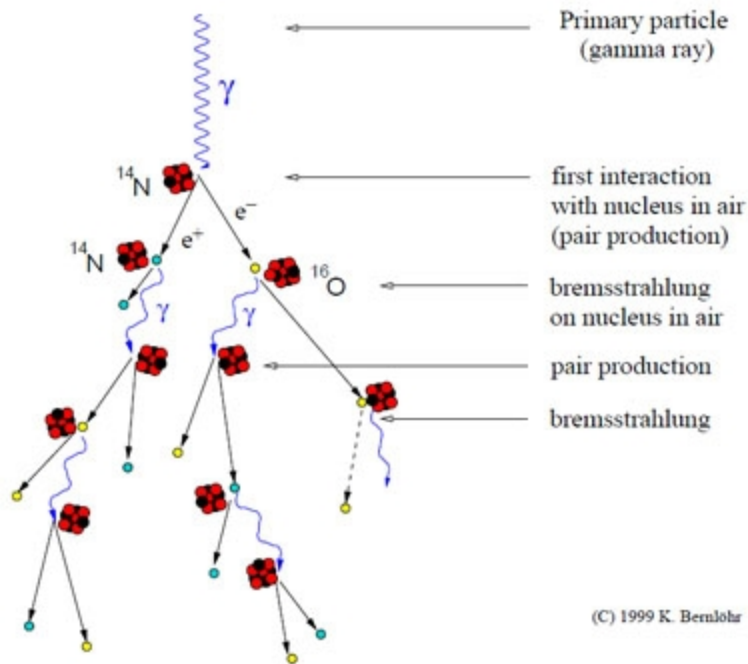 Primary particle
(gamma ray)
γ
¹⁴N
first interaction
with nucleus in air
(pair production)
e⁺
e⁻
¹⁴N
¹⁶O
bremsstrahlung
on nucleus in air
γ
γ
pair production
bremsstrahlung
(C) 1999 K. Bernlöhr